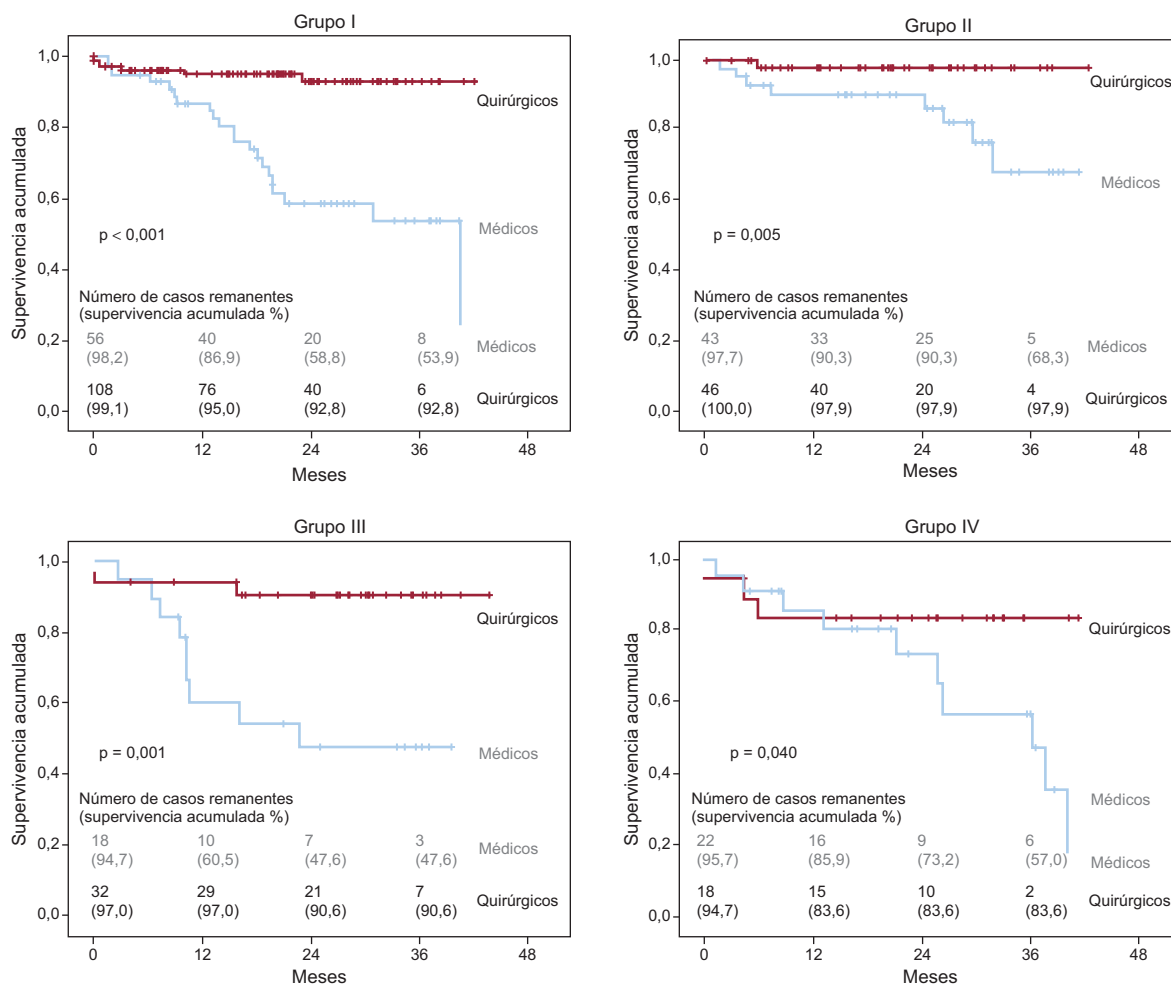 Grupo I
Supervivencia acumulada
1,0
0,8
0,6
0,4
0,2
0,0
Quirúrgicos
Médicos
p < 0,001
Número de casos remanentes
(supervivencia acumulada %)
56 40 20 8 Médicos
(98,2) (86,9) (58,8) (53,9)
108 76 40 6 Quirúrgicos
(99,1) (95,0) (92,8) (92,8)
0 12 24 36 48
Meses
Grupo II
Supervivencia acumulada
1,0
0,8
0,6
0,4
0,2
0,0
Quirúrgicos
Médicos
p = 0,005
Número de casos remanentes
(supervivencia acumulada %)
43 33 25 5 Médicos
(97,7) (90,3) (90,3) (68,3)
46 40 20 4 Quirúrgicos
(100,0) (97,9) (97,9) (97,9)
0 12 24 36 48
Meses
Grupo III
Supervivencia acumulada
1,0
0,8
0,6
0,4
0,2
0,0
Quirúrgicos
Médicos
p = 0,001
Número de casos remanentes
(supervivencia acumulada %)
18 10 7 3 Médicos
(94,7) (60,5) (47,6) (47,6)
32 29 21 7 Quirúrgicos
(97,0) (97,0) (90,6) (90,6)
0 12 24 36 48
Meses
Grupo IV
Supervivencia acumulada
1,0
0,8
0,6
0,4
0,2
0,0
Quirúrgicos
p = 0,040
Médicos
Número de casos remanentes
(supervivencia acumulada %)
22 16 9 6 Médicos
(95,7) (85,9) (73,2) (57,0)
18 15 10 2 Quirúrgicos
(94,7) (83,6) (83,6) (83,6)
0 12 24 36 48
Meses